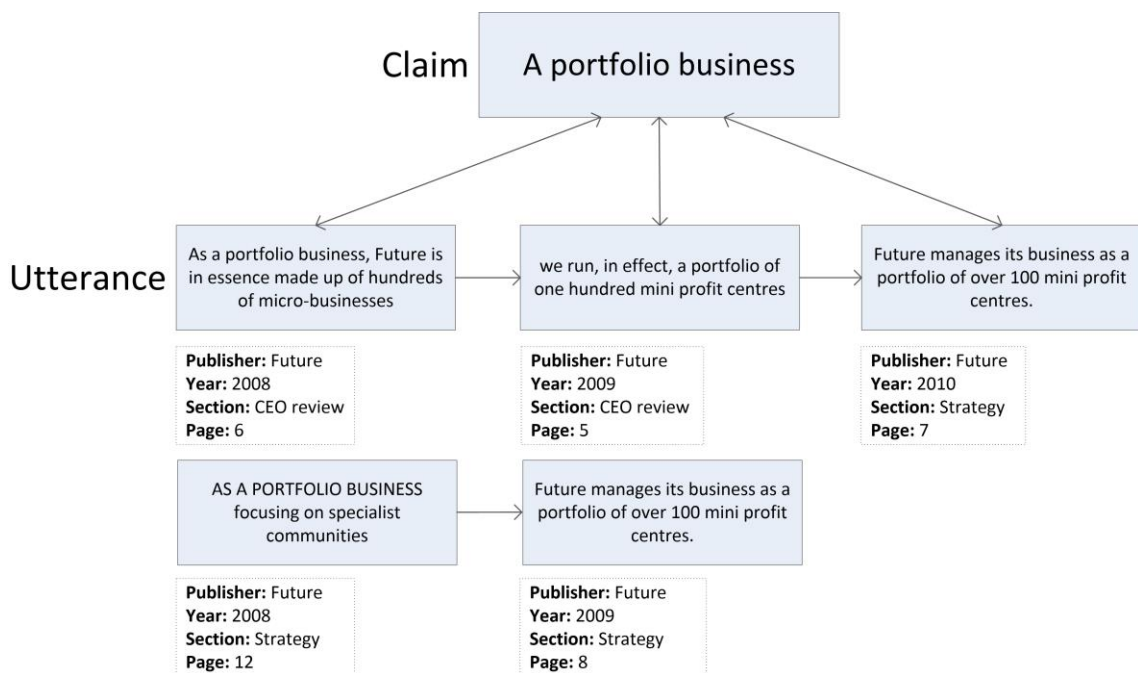 Claim
A portfolio business
Utterance
As a portfolio business, Future is
in essence made up of hundreds
of micro-businesses
we run, in effect, a portfolio of
one hundred mini profit centres
Future manages its business as a
portfolio of over 100 mini profit
centres.
Publisher: Future
Year: 2008
Section: CEO review
Page: 6
Publisher: Future
Year: 2009
Section: CEO review
Page: 5
Publisher: Future
Year: 2010
Section: Strategy
Page: 7
AS A PORTFOLIO BUSINESS
focusing on specialist
communities
Future manages its business as a
portfolio of over 100 mini profit
centres.
Publisher: Future
Year: 2008
Section: Strategy
Page: 12
Publisher: Future
Year: 2009
Section: Strategy
Page: 8